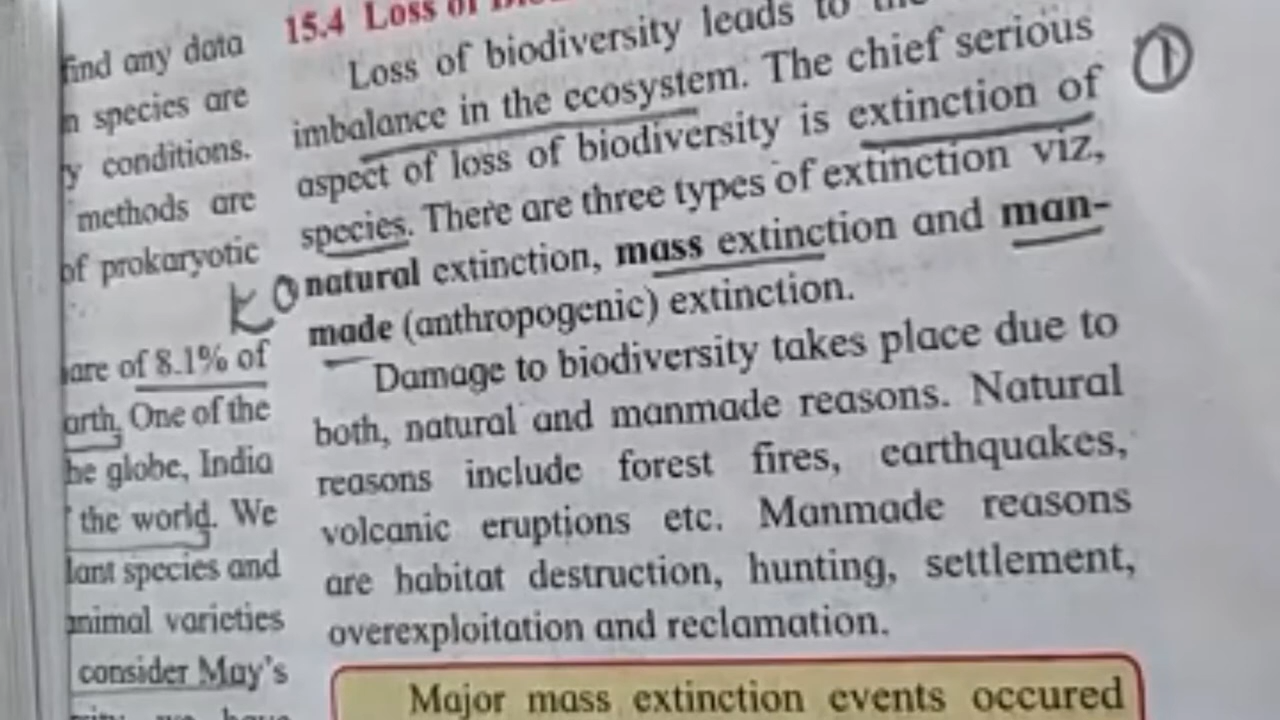 find any data
species are
conditions.
methods are
of prokaryotic
are of 8.1% of
arth. One of the
he globe, India
the world. We
lant species and
nimal varieties
consider May's
15.4 Loss of
Loss of biodiversity leads to
imbalance in the ecosystem. The chief serious
aspect of loss of biodiversity is extinction of
species. There are three types of extinction viz,
natural extinction, mass extinction and man-
made (anthropogenic) extinction.
Damage to biodiversity takes place due to
both, natural and manmade reasons. Natural
reasons include forest fires, earthquakes,
volcanic eruptions etc. Manmade reasons
are habitat destruction, hunting, settlement,
overexploitation and reclamation.
Major mass extinction events occured
1